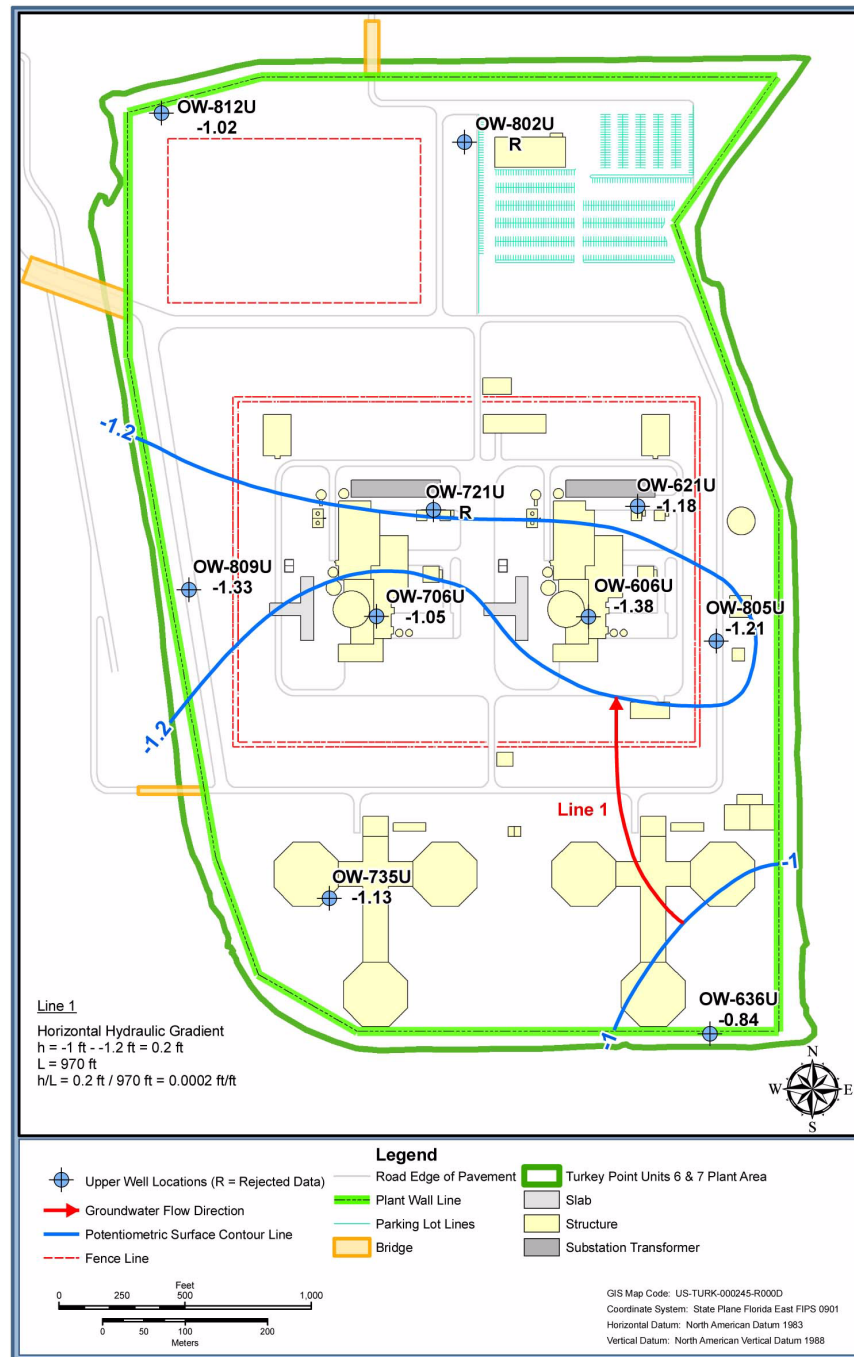 OW-812U
-1.02
OW-802U
R
-1.2
OW-721U
R
OW-621U
-1.18
OW-809U
-1.33
OW-706U
-1.05
OW-606U
-1.38
OW-805U
-1.21
-1.2
Line 1
-1
OW-735U
-1.13
OW-636U
-0.84
-1
Line 1
Horizontal Hydraulic Gradient
h = -1 ft - -1.2 ft = 0.2 ft
L = 970 ft
h/L = 0.2 ft / 970 ft = 0.0002 ft/ft
N
W
E
S
Legend
Upper Well Locations (R = Rejected Data)
Groundwater Flow Direction
Potentiometric Surface Contour Line
Fence Line
Road Edge of Pavement
Plant Wall Line
Parking Lot Lines
Bridge
Turkey Point Units 6 & 7 Plant Area
Slab
Structure
Substation Transformer
Feet
0 250 500 1,000
0 50 100 200
Meters
GIS Map Code: US-TURK-000245-R000D
Coordinate System: State Plane Florida East FIPS 0901
Horizontal Datum: North American Datum 1983
Vertical Datum: North American Vertical Datum 1988